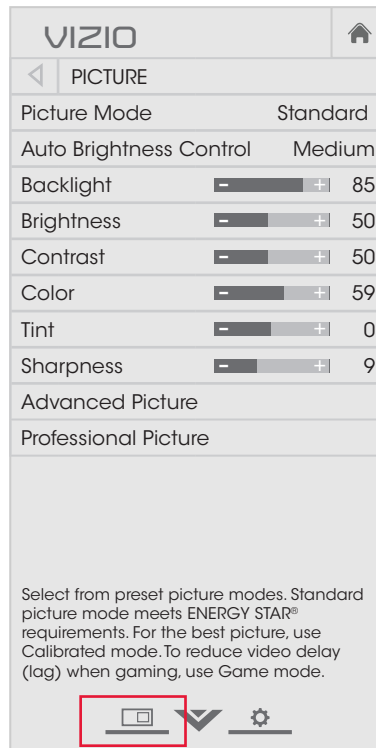 VIZIO
PICTURE
Picture Mode Standard
Auto Brightness Control Medium
Backlight - + 85
Brightness - + 50
Contrast - + 50
Color - + 59
Tint - + 0
Sharpness - + 9
Advanced Picture
Professional Picture
Select from preset picture modes. Standard
picture mode meets ENERGY STAR®
requirements. For the best picture, use
Calibrated mode. To reduce video delay
(lag) when gaming, use Game mode.